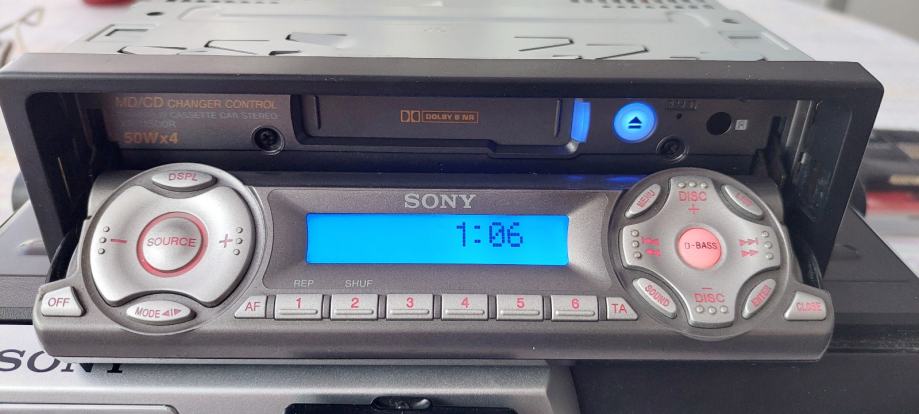 MD/CD CHANGER CONTROL
CASSETTE CAR STEREO
50Wx4
DOLBY B NR
DSPL
SOURCE
- +
OFF
MODE
SONY
1:06
REP SHUF
AF 1 2 3 4 5 6 TA
MENU
DISC
+
D-BASS
SOUND
-
DISC
ENTER
CLOSE
SONY